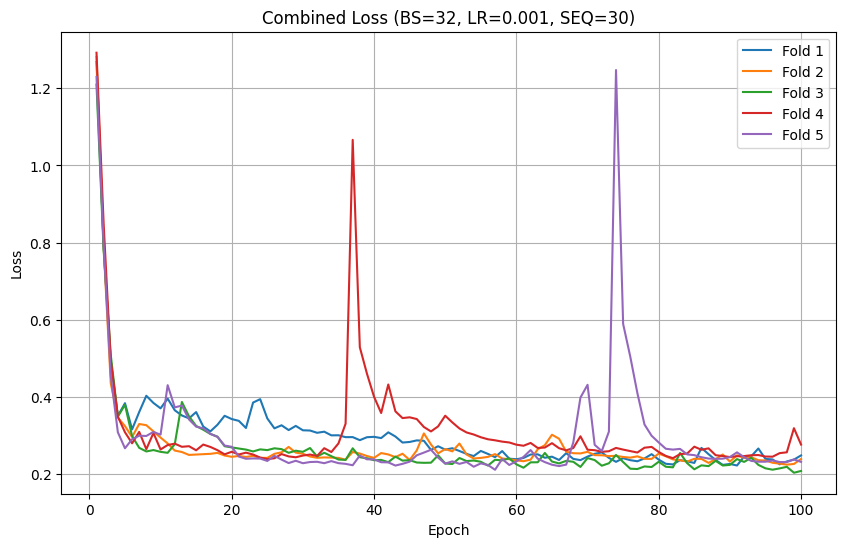 Combined Loss (BS=32, LR=0.001, SEQ=30)
Fold 1
Fold 2
Fold 3
Fold 4
Fold 5
Loss
1.2
1.0
0.8
0.6
0.4
0.2
0 20 40 60 80 100
Epoch